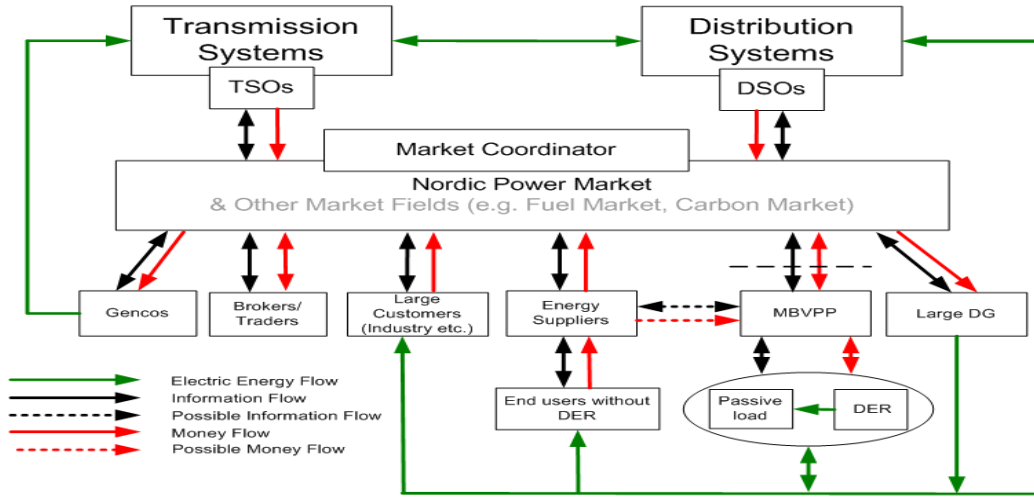 Transmission
Systems
Distribution
Systems
TSOs
DSOs
Market Coordinator
Nordic Power Market
& Other Market Fields (e.g. Fuel Market, Carbon Market)
Gencos
Brokers/
Traders
Large
Customers
(Industry etc.)
Energy
Suppliers
MBVPP
Large DG
End users without
DER
Passive
load
DER
Electric Energy Flow
Information Flow
Possible Information Flow
Money Flow
Possible Money Flow